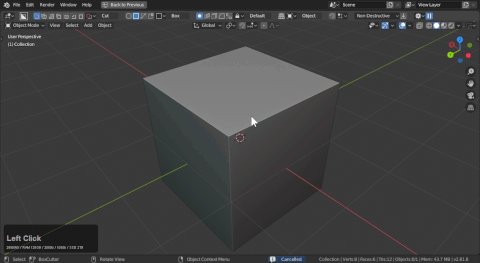 File Edit Render Window Help Back to Previous Scene View Layer
Cut Box Default Object Non-Destructive
Object Mode View Select Add Object Global Options
User Perspective
(1) Collection
Left Click
Select BoxCutter Rotate View Object Context Menu Cancelled Collection | Verts:8 | Faces:6 | Tris:12 | Objects:0/1 | Mem: 43.7 MB | v2.81.8